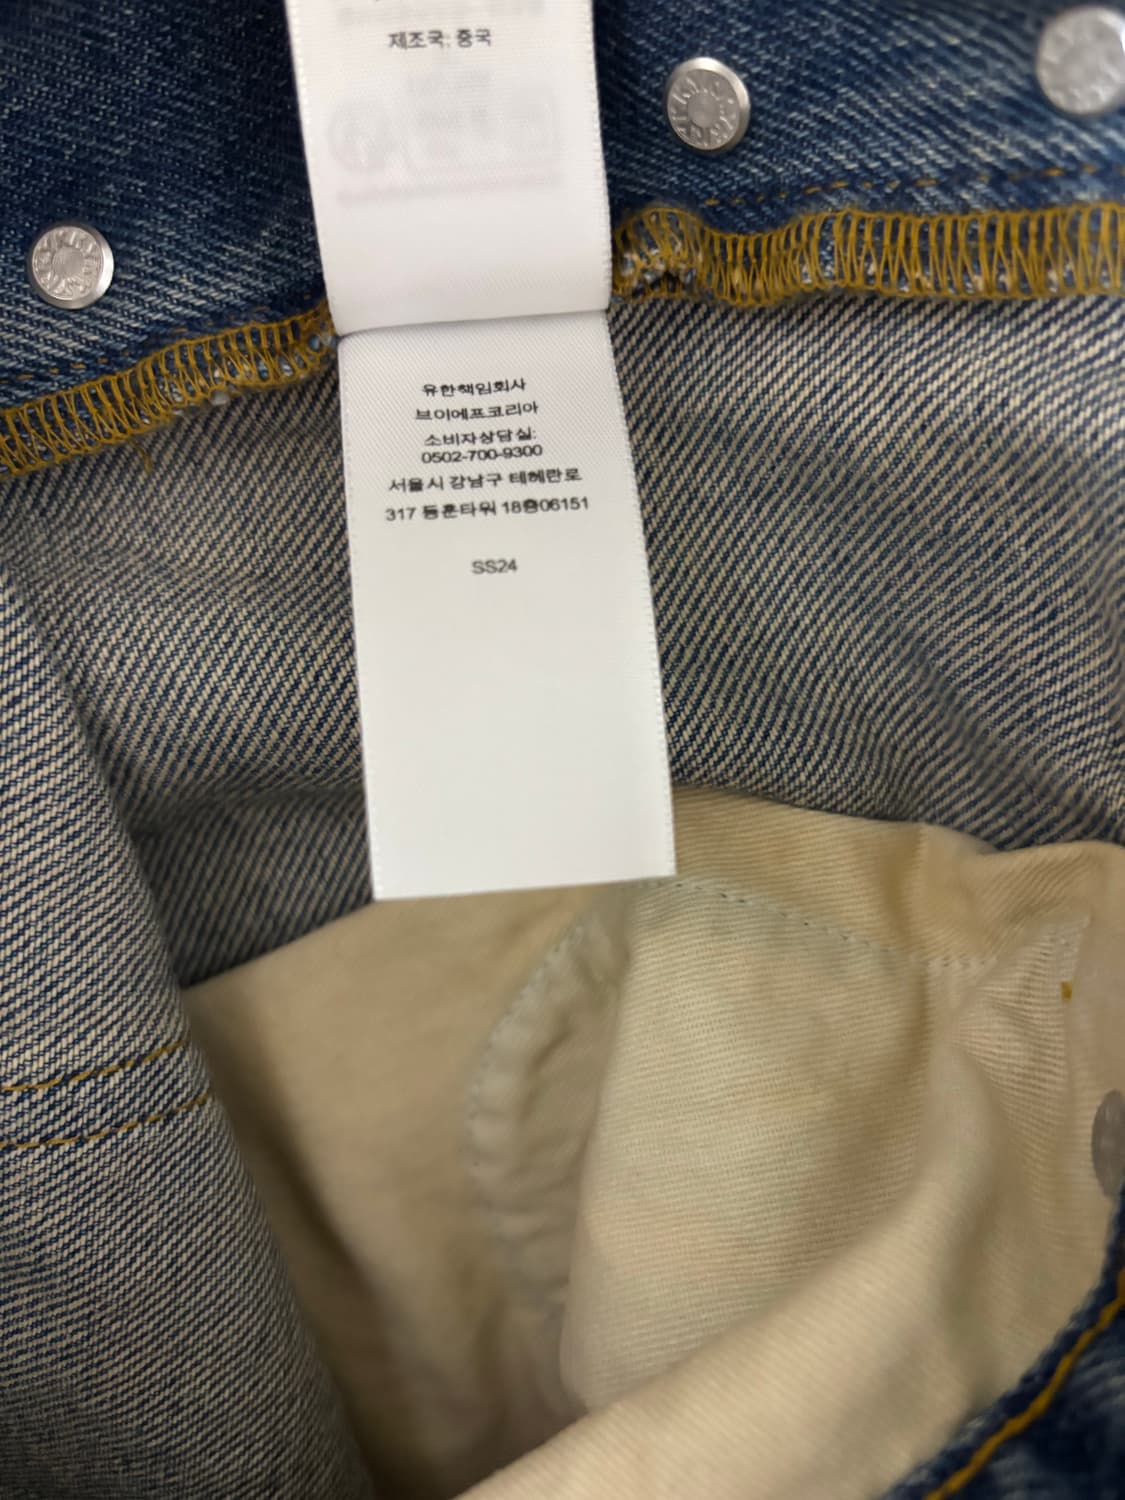 제조국: 중국
유한책임회사
브이에프코리아
소비자상담실:
0502-700-9300
서울시 강남구 테헤란로
317 동훈타워 18층06151
SS24